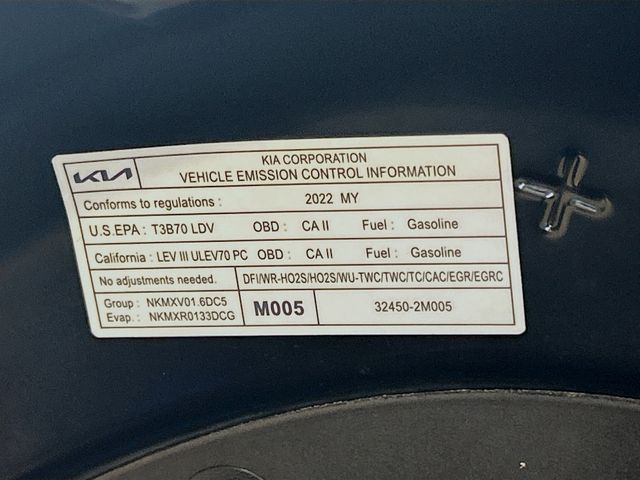 KIA
KIA CORPORATION
VEHICLE EMISSION CONTROL INFORMATION
Conforms to regulations : 2022 MY
U.S.EPA : T3B70 LDV OBD : CA II Fuel : Gasoline
California : LEV III ULEV70 PC OBD : CA II Fuel : Gasoline
No adjustments needed. DFI/WR-HO2S/HO2S/WU-TWC/TWC/TC/CAC/EGR/EGRC
Group : NKMXV01.6DC5
Evap. : NKMXR0133DCG
M005
32450-2M005